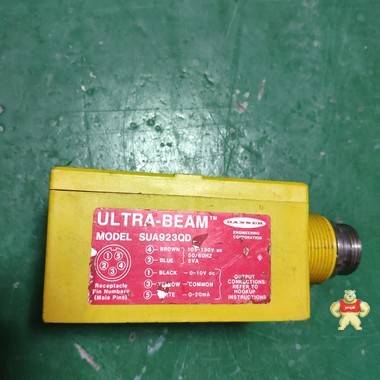 ULTRA-BEAM™
MODEL SUA923QD
BANNER
ENGINEERING
CORPORATION
④ BROWN 105-130V ac
② BLUE 50/60HZ
6VA
① BLACK 0-10V dc
③ YELLOW COMMON
⑤ WHITE 0-20mA
OUTPUT
CONNECTIONS:
REFER TO
HOOKUP
INSTRUCTIONS
Receptacle
Pin Numbers
(Male Pins)